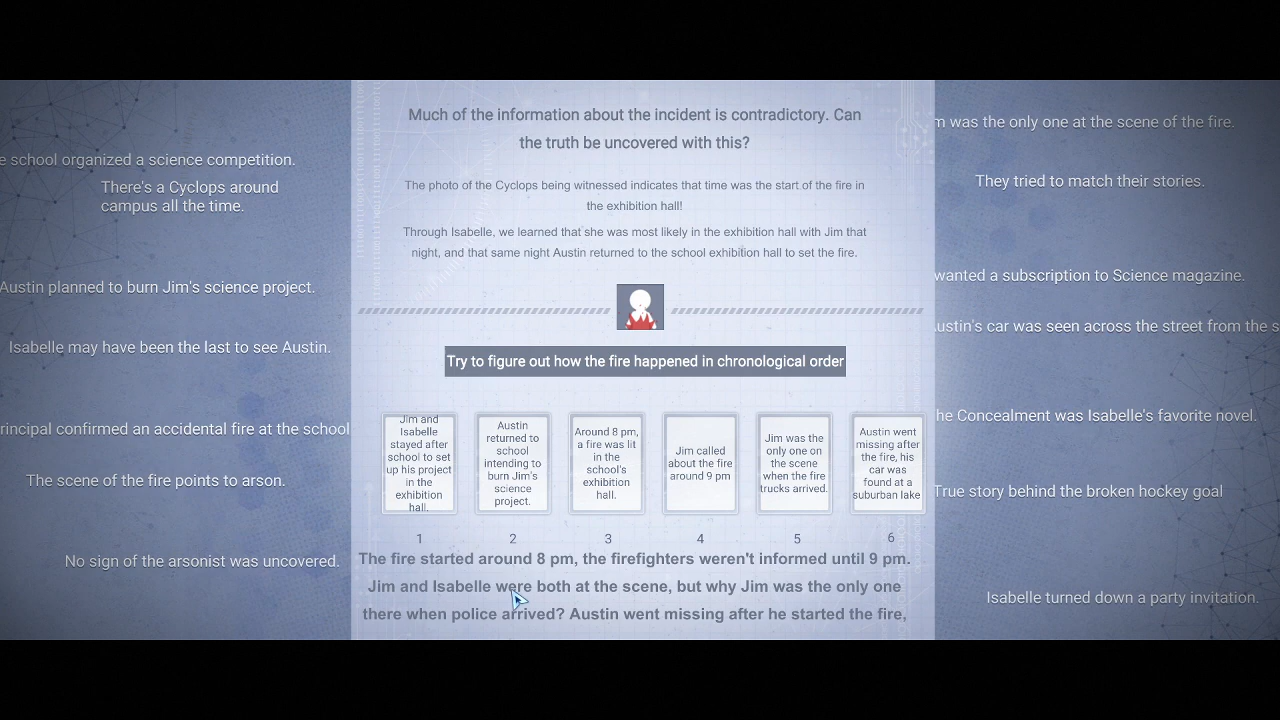 Much of the information about the incident is contradictory. Can
the truth be uncovered with this?
The photo of the Cyclops being witnessed indicates that time was the start of the fire in
the exhibition hall!
Through Isabelle, we learned that she was most likely in the exhibition hall with Jim that
night, and that same night Austin returned to the school exhibition hall to set the fire.
Try to figure out how the fire happened in chronological order
Jim and
Isabelle
stayed after
school to set
up his project
in the
exhibition
hall.
1
Austin
returned to
school
intending to
burn Jim's
science
project.
2
Around 8 pm,
a fire was lit
in the
school's
exhibition
hall.
3
Jim called
about the fire
around 9 pm
4
Jim was the
only one on
the scene
when the fire
trucks arrived.
5
Austin went
missing after
the fire, his
car was
found at a
suburban lake
6
The fire started around 8 pm, the firefighters weren't informed until 9 pm.
Jim and Isabelle were both at the scene, but why Jim was the only one
there when police arrived? Austin went missing after he started the fire,
e school organized a science competition.
There's a Cyclops around
campus all the time.
Austin planned to burn Jim's science project.
Isabelle may have been the last to see Austin.
rincipal confirmed an accidental fire at the school
The scene of the fire points to arson.
No sign of the arsonist was uncovered.
m was the only one at the scene of the fire.
They tried to match their stories.
wanted a subscription to Science magazine.
ustin's car was seen across the street from the s
he Concealment was Isabelle's favorite novel.
True story behind the broken hockey goal
Isabelle turned down a party invitation.